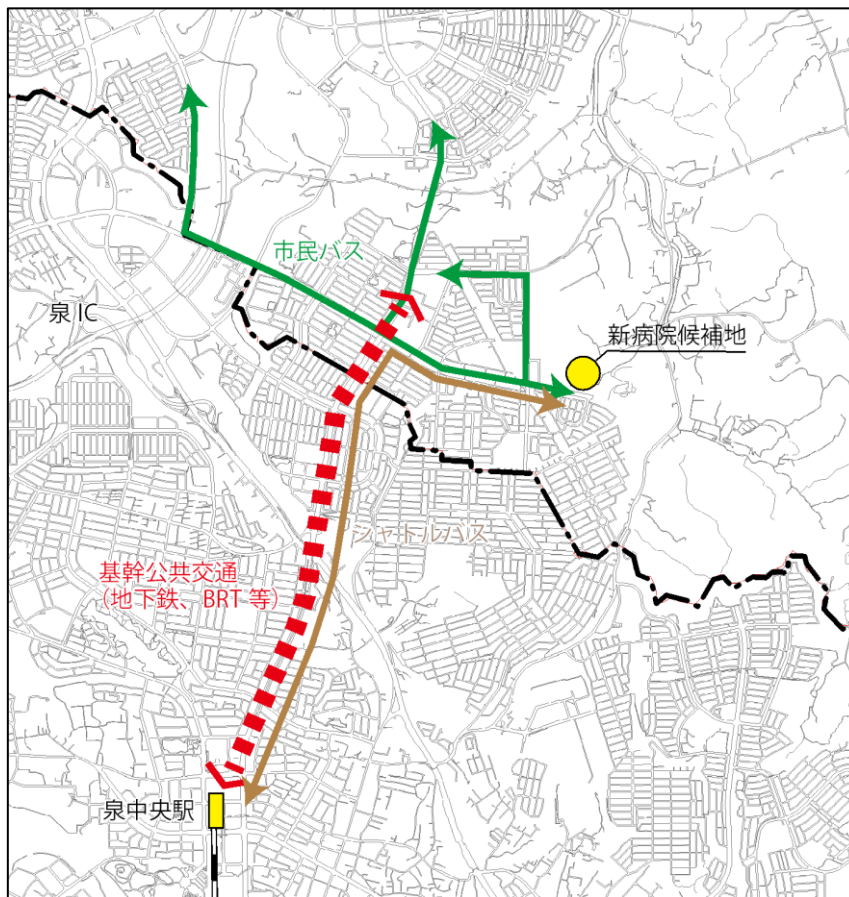 市民バス
泉 IC
新病院候補地
シャトルバス
基幹公共交通
（地下鉄、BRT 等）
泉中央駅